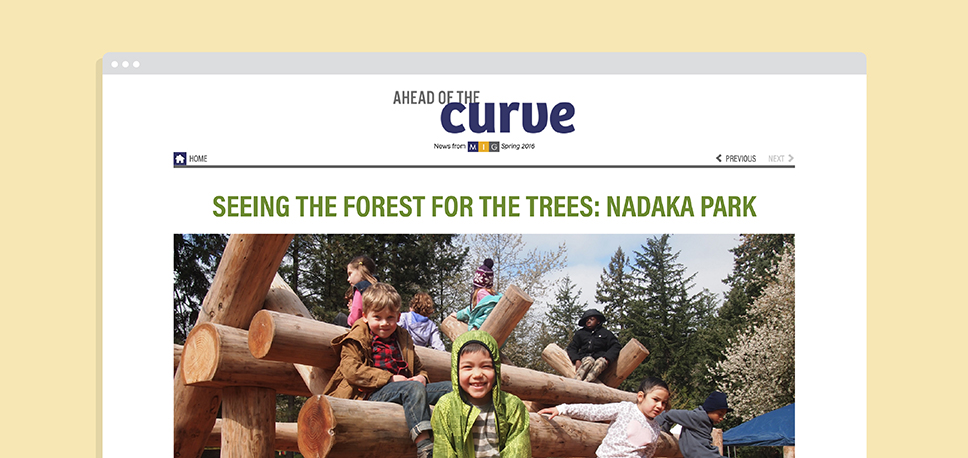 AHEAD OF THE
curve
News from MIG Spring 2016
HOME
PREVIOUS
NEXT
SEEING THE FOREST FOR THE TREES: NADAKA PARK